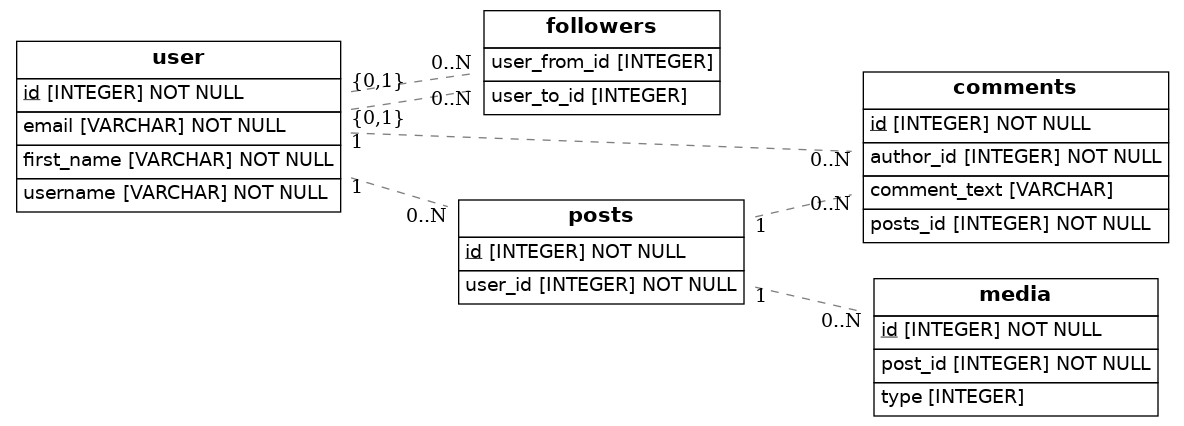 user
id [INTEGER] NOT NULL
email [VARCHAR] NOT NULL
first_name [VARCHAR] NOT NULL
username [VARCHAR] NOT NULL
{0,1}
0..N
{0,1}
0..N
1
0..N
1
0..N
followers
user_from_id [INTEGER]
user_to_id [INTEGER]
posts
id [INTEGER] NOT NULL
user_id [INTEGER] NOT NULL
1
0..N
1
0..N
comments
id [INTEGER] NOT NULL
author_id [INTEGER] NOT NULL
comment_text [VARCHAR]
posts_id [INTEGER] NOT NULL
media
id [INTEGER] NOT NULL
post_id [INTEGER] NOT NULL
type [INTEGER]